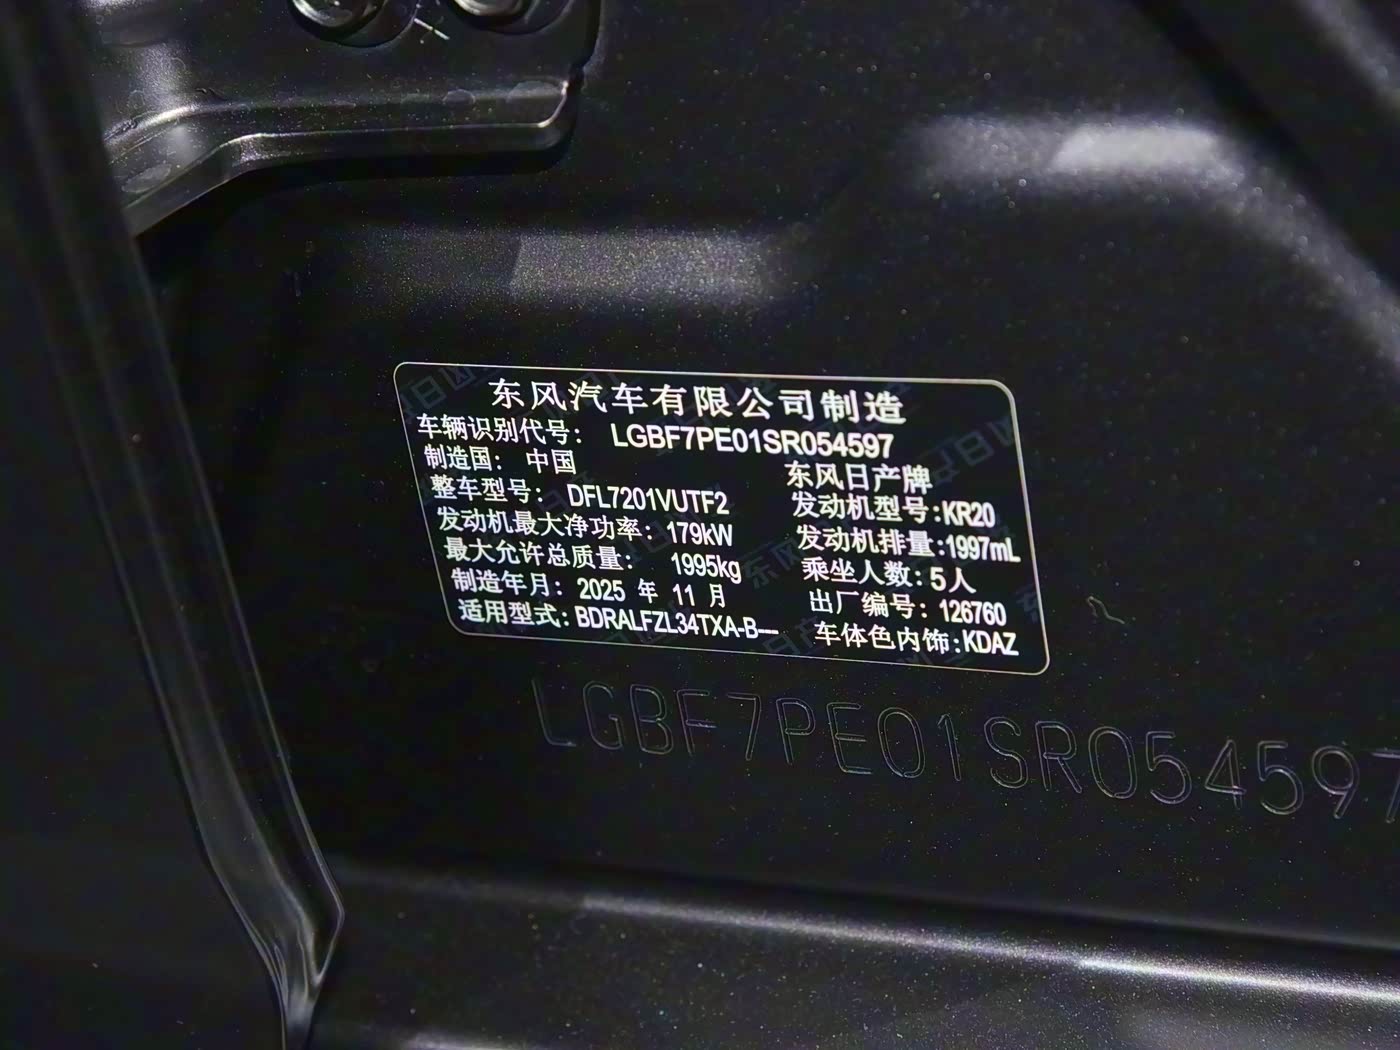 东风汽车有限公司制造
车辆识别代号： LGBF7PE01SR054597
制造国： 中国 东风日产牌
整车型号： DFL7201VUTF2 发动机型号:KR20
发动机最大净功率: 179kW 发动机排量:1997mL
最大允许总质量: 1995kg 乘坐人数: 5人
制造年月: 2025 年 11 月 出厂编号: 126760
适用型式: BDRALFZL34TXA-B--- 车体色内饰:KDAZ
LGBF7PE01SR054597